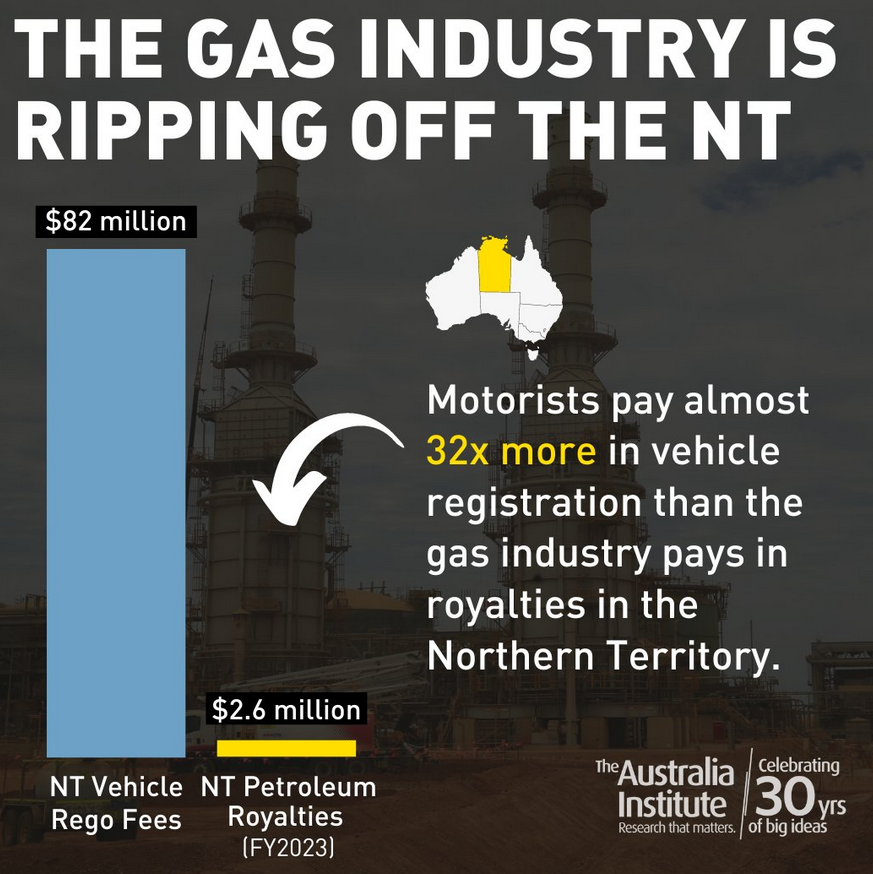 THE GAS INDUSTRY IS
RIPPING OFF THE NT
$82 million
Motorists pay almost
32x more in vehicle
registration than the
gas industry pays in
royalties in the
Northern Territory.
$2.6 million
NT Vehicle
Rego Fees
NT Petroleum
Royalties
(FY2023)
The Australia
Institute
Research that matters.
Celebrating
30 yrs
of big ideas